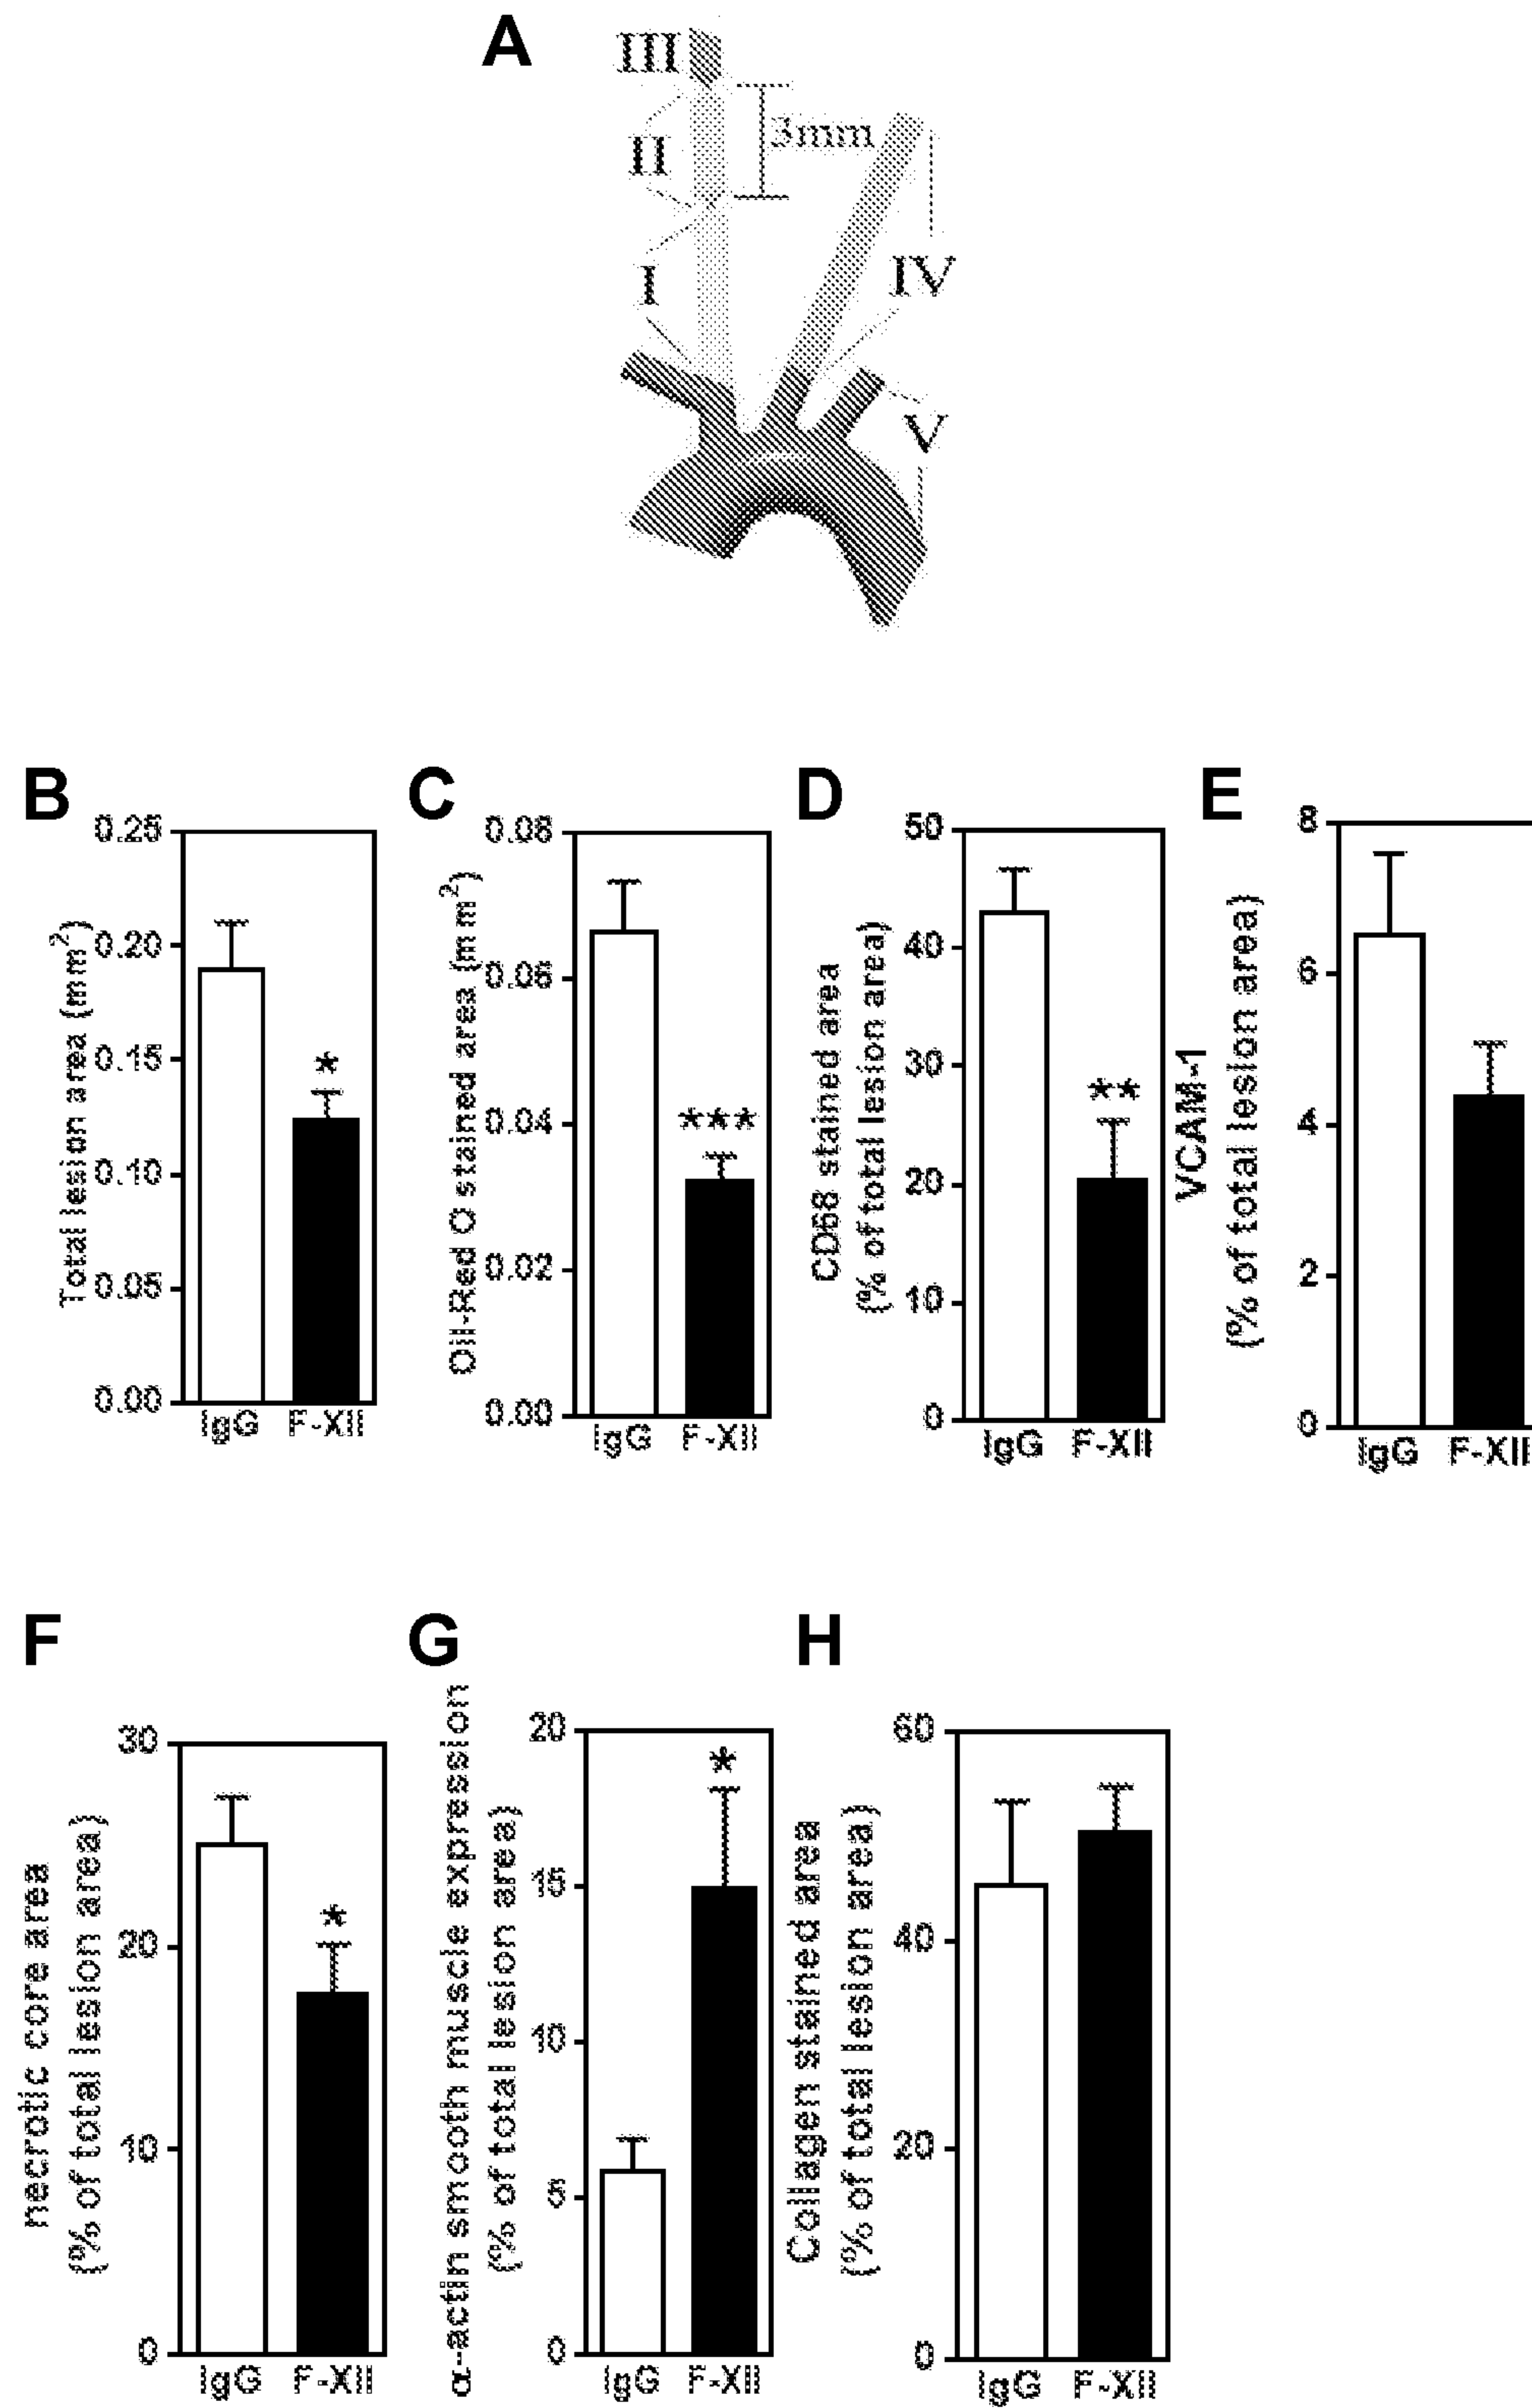 A
III
3mm
II
IV
I
V
B
Total lesion area (mm²)
0.25
0.20
0.15
0.10
0.05
0.00
*
IgG F-XII
C
Oil-Red O stained area (mm²)
0.08
0.06
0.04
0.02
0.00
***
IgG F-XII
D
CD68 stained area
(% of total lesion area)
50
40
30
20
10
0
**
IgG F-XII
E
VCAM-1
(% of total lesion area)
8
6
4
2
0
IgG F-XII
F
necrotic core area
(% of total lesion area)
30
20
10
0
*
IgG F-XII
G
α-actin smooth muscle expression
(% of total lesion area)
20
15
10
5
0
*
IgG F-XII
H
Collagen stained area
(% of total lesion area)
60
40
20
0
IgG F-XII